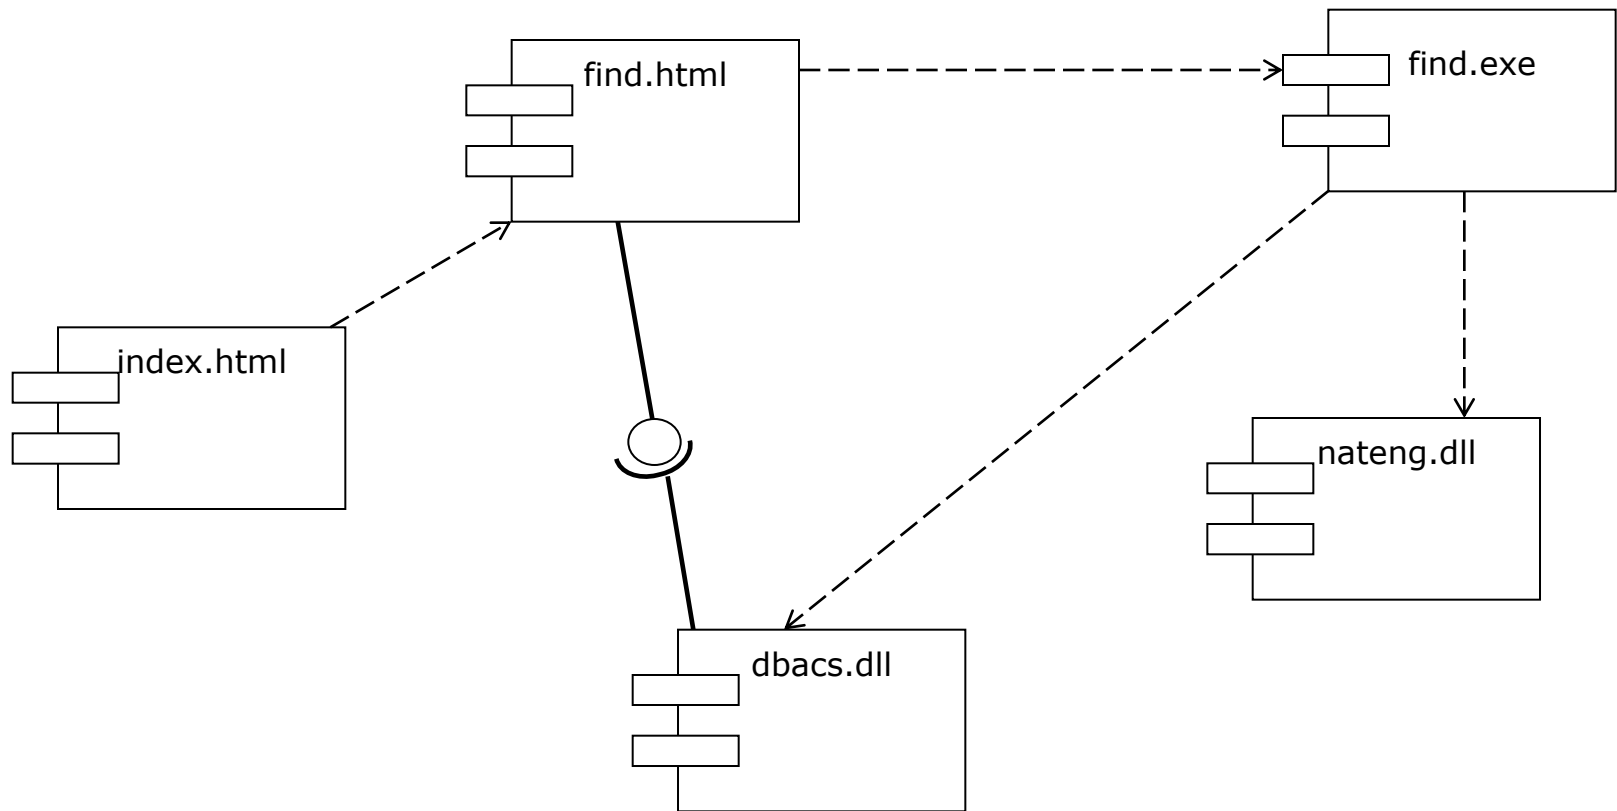 find.html
find.exe
index.html
nateng.dll
dbacs.dll